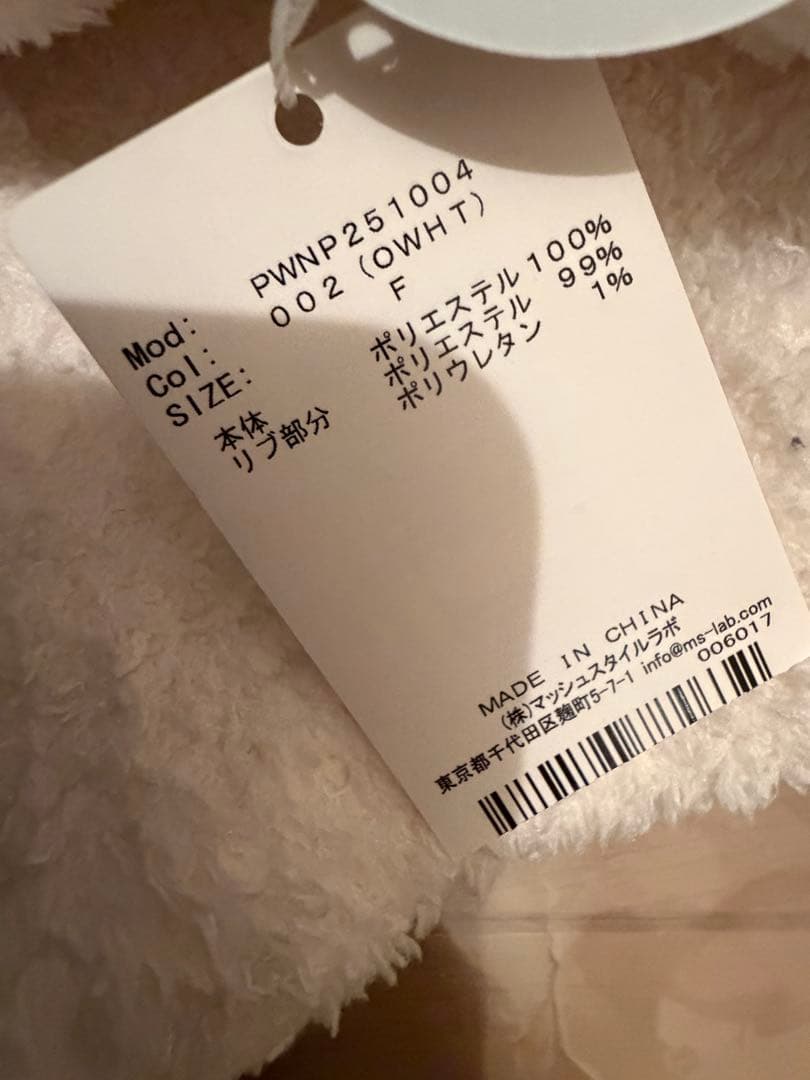 Mod: PWNP251004
Col: 002(OWHT)
SIZE: F
本体 ポリエステル 100%
リブ部分 ポリエステル 99%
ポリウレタン 1%
MADE IN CHINA
(株)マッシュスタイルラボ
東京都千代田区麹町5-7-1 info@ms-lab.com
006017